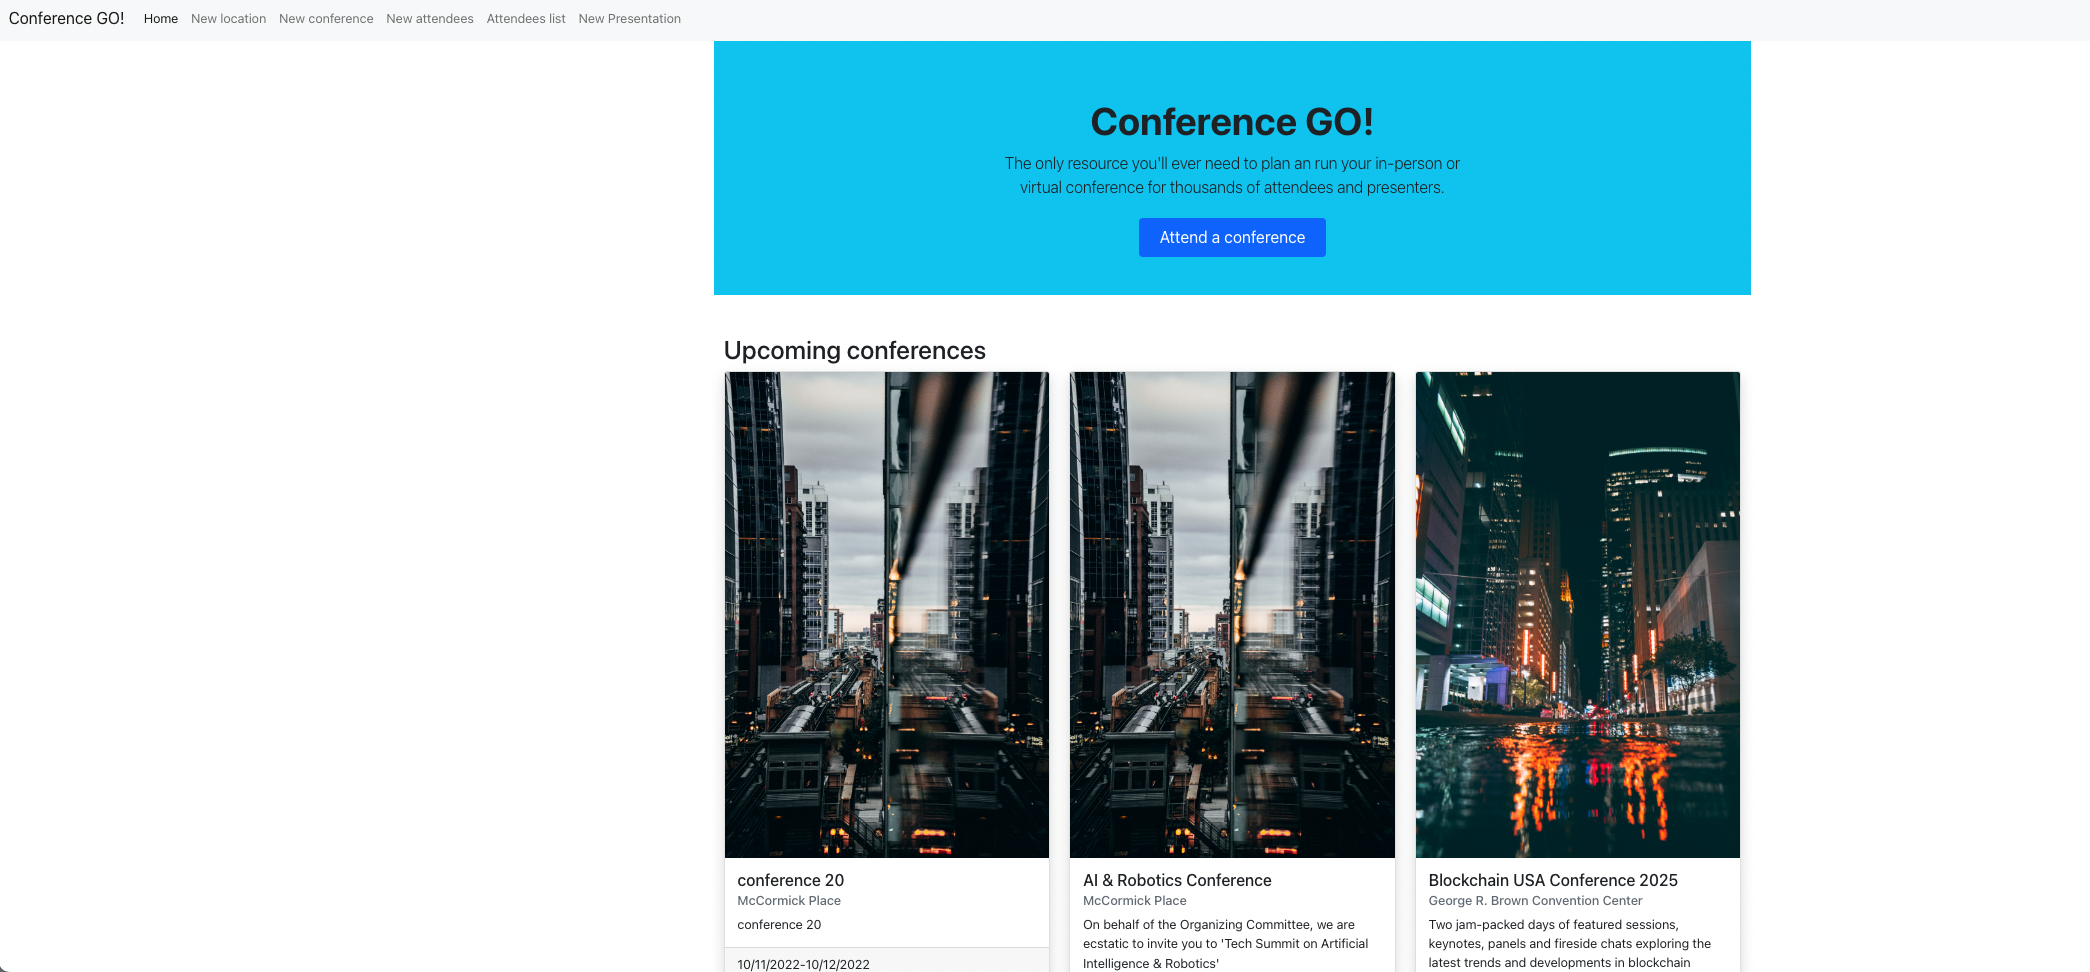 Conference GO! Home New location New conference New attendees Attendees list New Presentation
Conference GO!
The only resource you'll ever need to plan an run your in-person or
virtual conference for thousands of attendees and presenters.
Attend a conference
Upcoming conferences
conference 20
McCormick Place
conference 20
10/11/2022-10/12/2022
AI & Robotics Conference
McCormick Place
On behalf of the Organizing Committee, we are
ecstatic to invite you to 'Tech Summit on Artificial
Intelligence & Robotics'
Blockchain USA Conference 2025
George R. Brown Convention Center
Two jam-packed days of featured sessions,
keynotes, panels and fireside chats exploring the
latest trends and developments in blockchain